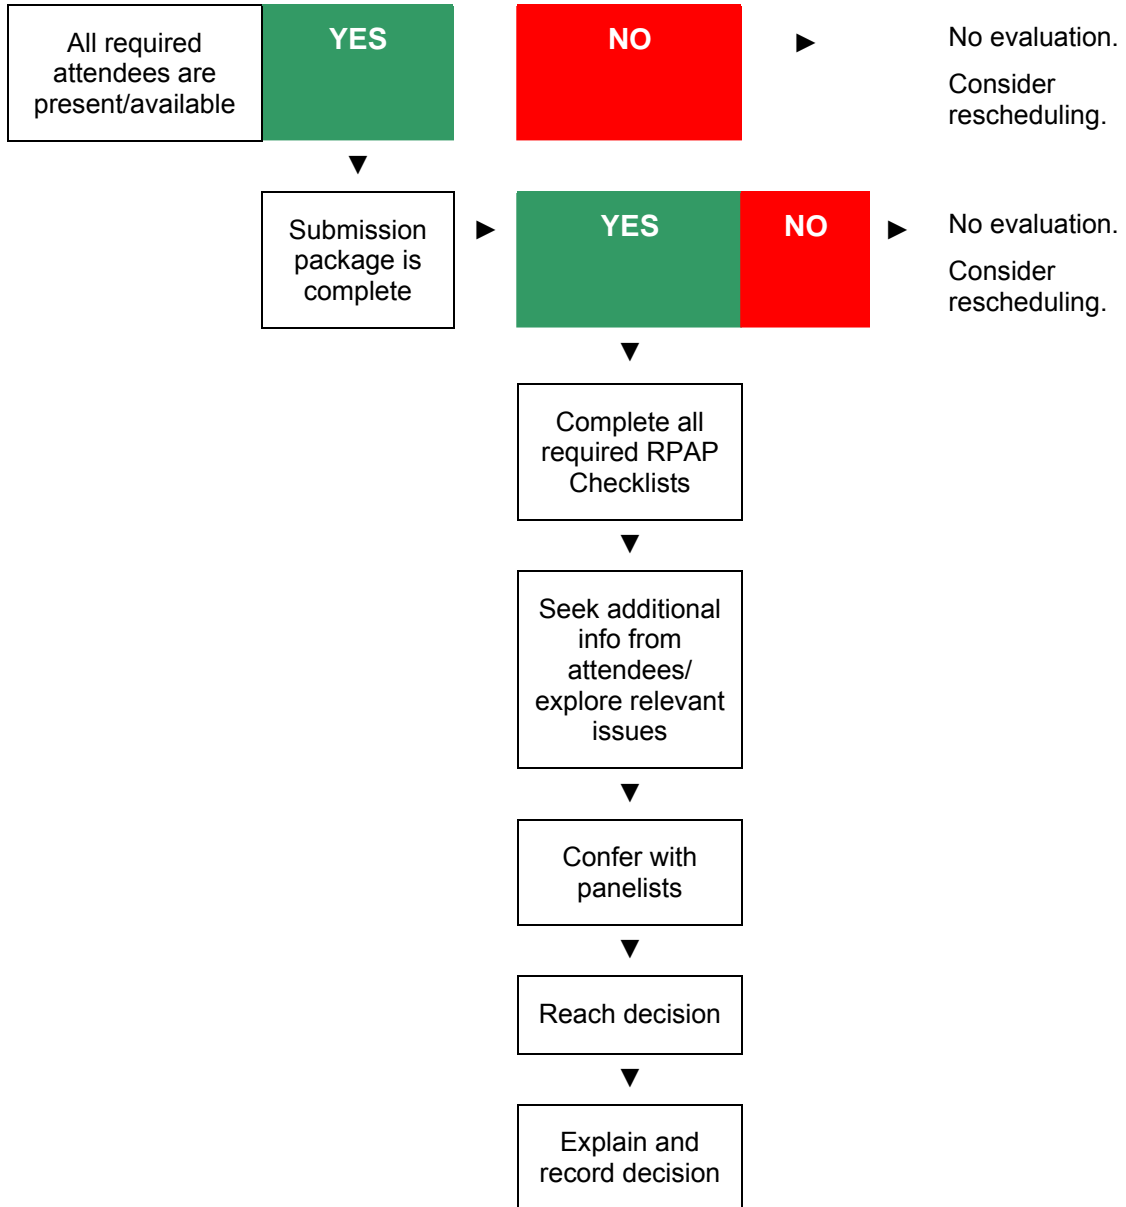 All required
attendees are
present/available
YES
NO
►
No evaluation.
Consider
rescheduling.
▼
Submission
package is
complete
►
YES
NO
►
No evaluation.
Consider
rescheduling.
▼
Complete all
required RPAP
Checklists
▼
Seek additional
info from
attendees/
explore relevant
issues
▼
Confer with
panelists
▼
Reach decision
▼
Explain and
record decision